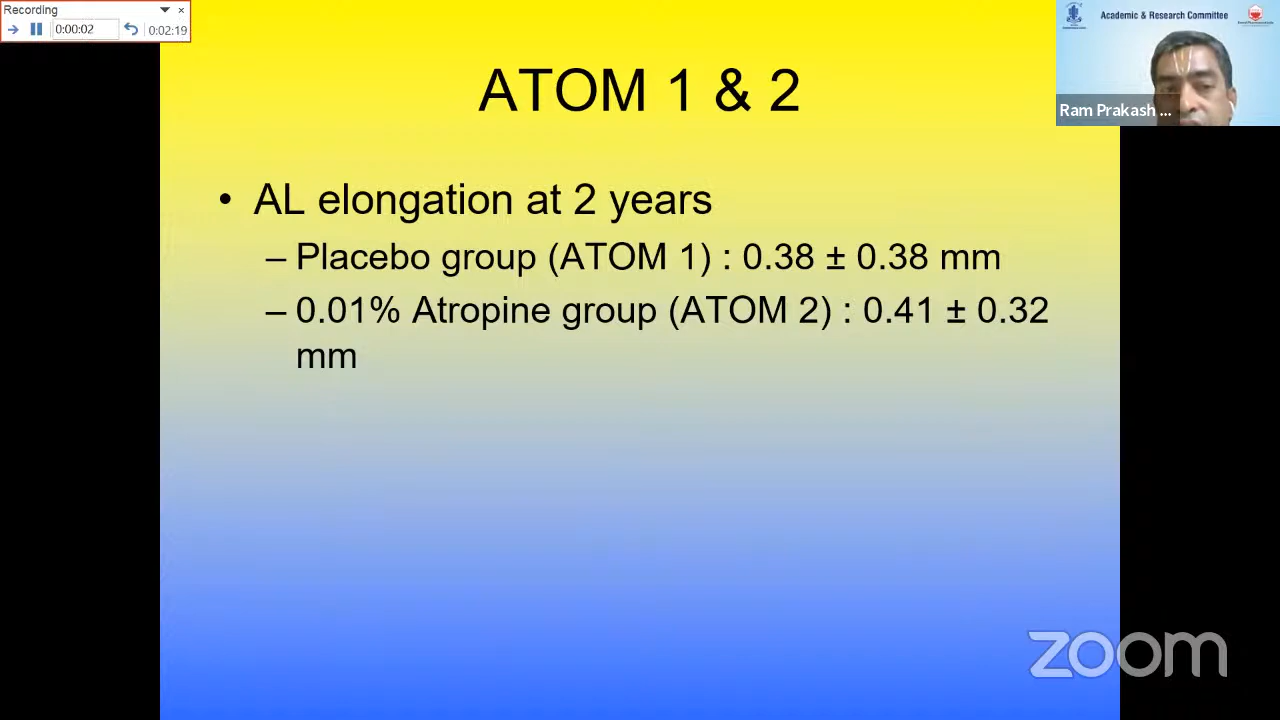 Recording
0:00:02
0:02:19
Academic & Research Committee
Ram Prakash ...
ATOM 1 & 2
• AL elongation at 2 years
– Placebo group (ATOM 1) : 0.38 ± 0.38 mm
– 0.01% Atropine group (ATOM 2) : 0.41 ± 0.32
mm
zoom